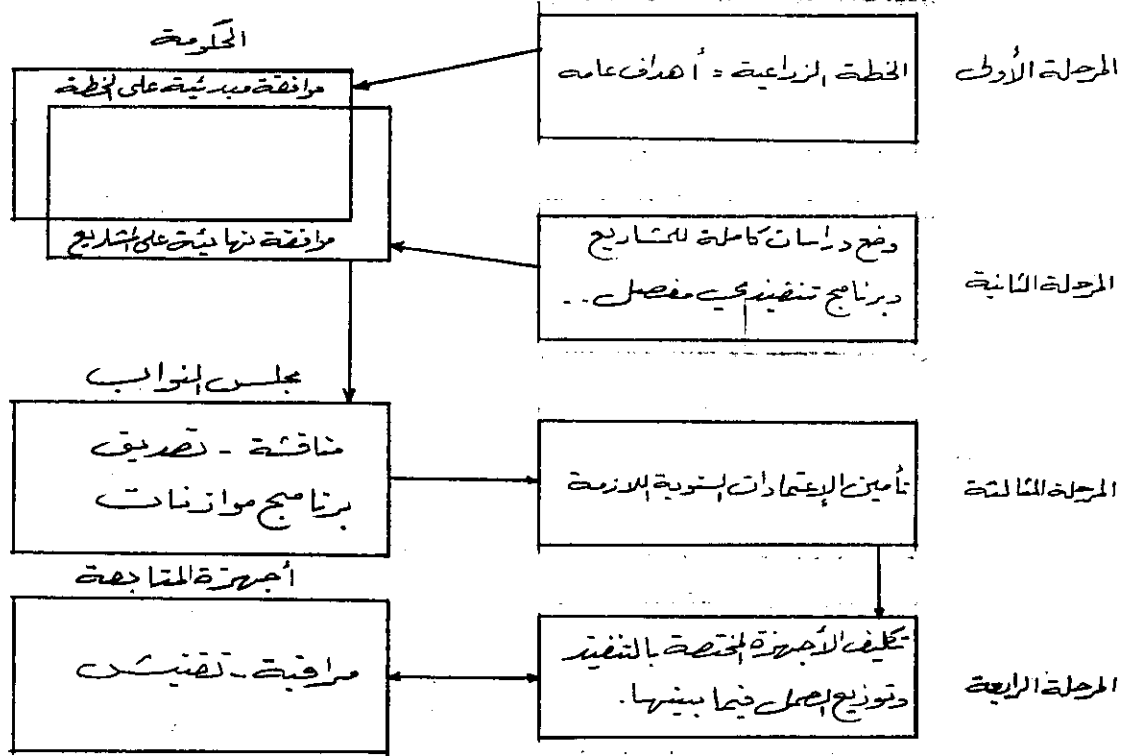 المرحلة الأولى
الخطة الزراعية = أهداف عامه
الحكومة
موافقة مبدئية على الخطة
المرحلة الثانية
وضع دراسات كاملة للمشاريع
وبرنامج تنفيذي مفصل ..
موافقة نهائية على المشاريع
مجلس النواب
مناقشة - تصديق
برنامج موازنات
المرحلة الثالثة
تأمين الإعتمادات السنوية اللازمة
المرحلة الرابعة
تكليف الأجهزة المختصة بالتنفيذ
وتوزيع العمل فيما بينها.
أجهزة المتابعة
مراقبة - تفتيش